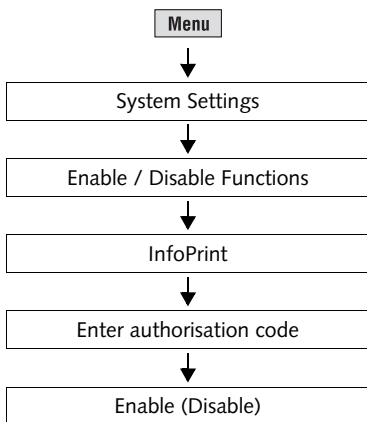 Menu
System Settings
Enable / Disable Functions
InfoPrint
Enter authorisation code
Enable (Disable)